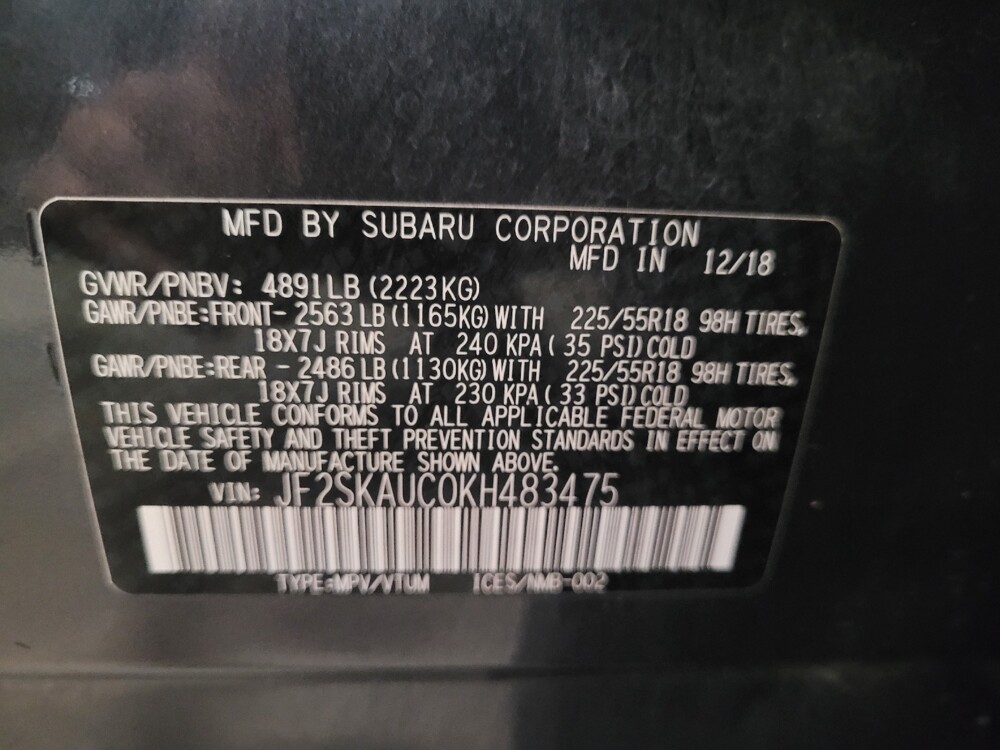 MFD BY SUBARU CORPORATION
MFD IN 12/18
GVWR/PNBV: 4891LB (2223KG)
GAWR/PNBE:FRONT- 2563 LB (1165KG) WITH 225/55R18 98H TIRES,
18X7J RIMS AT 240 KPA ( 35 PSI) COLD
GAWR/PNBE:REAR - 2486 LB (1130KG) WITH 225/55R18 98H TIRES,
18X7J RIMS AT 230 KPA ( 33 PSI) COLD
THIS VEHICLE CONFORMS TO ALL APPLICABLE FEDERAL MOTOR
VEHICLE SAFETY AND THEFT PREVENTION STANDARDS IN EFFECT ON
THE DATE OF MANUFACTURE SHOWN ABOVE.
VIN: JF2SKAUC0KH483475
TYPE:MPV/VTUM ICES/NMB-002